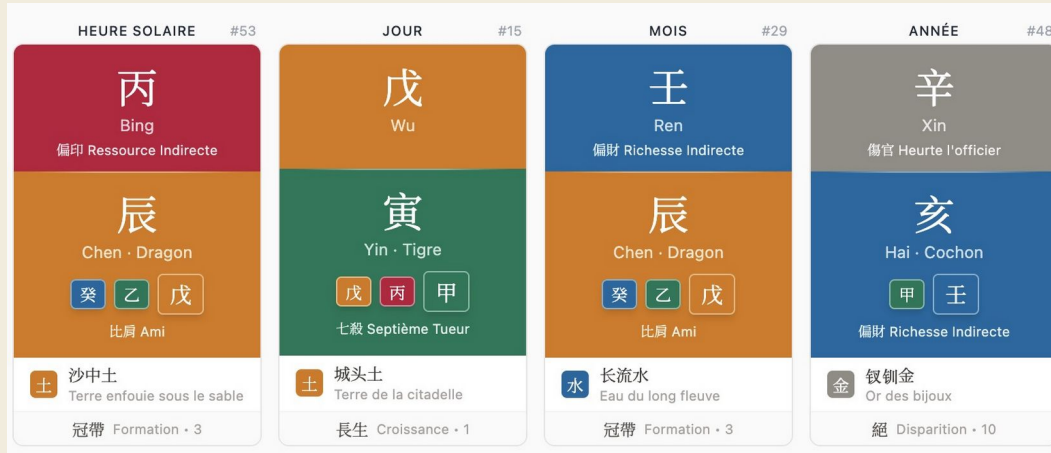 HEURE SOLAIRE #53
丙
Bing
偏印 Ressource Indirecte
辰
Chen · Dragon
癸 乙 戊
比肩 Ami
土 沙中土
Terre enfouie sous le sable
冠帶 Formation • 3
JOUR #15
戊
Wu
寅
Yin · Tigre
戊 丙 甲
七殺 Septième Tueur
土 城头土
Terre de la citadelle
長生 Croissance • 1
MOIS #29
壬
Ren
偏財 Richesse Indirecte
辰
Chen · Dragon
癸 乙 戊
比肩 Ami
水 长流水
Eau du long fleuve
冠帶 Formation • 3
ANNÉE #48
辛
Xin
傷官 Heurte l'officier
亥
Hai · Cochon
甲 壬
偏財 Richesse Indirecte
金 钗钏金
Or des bijoux
絕 Disparition • 10